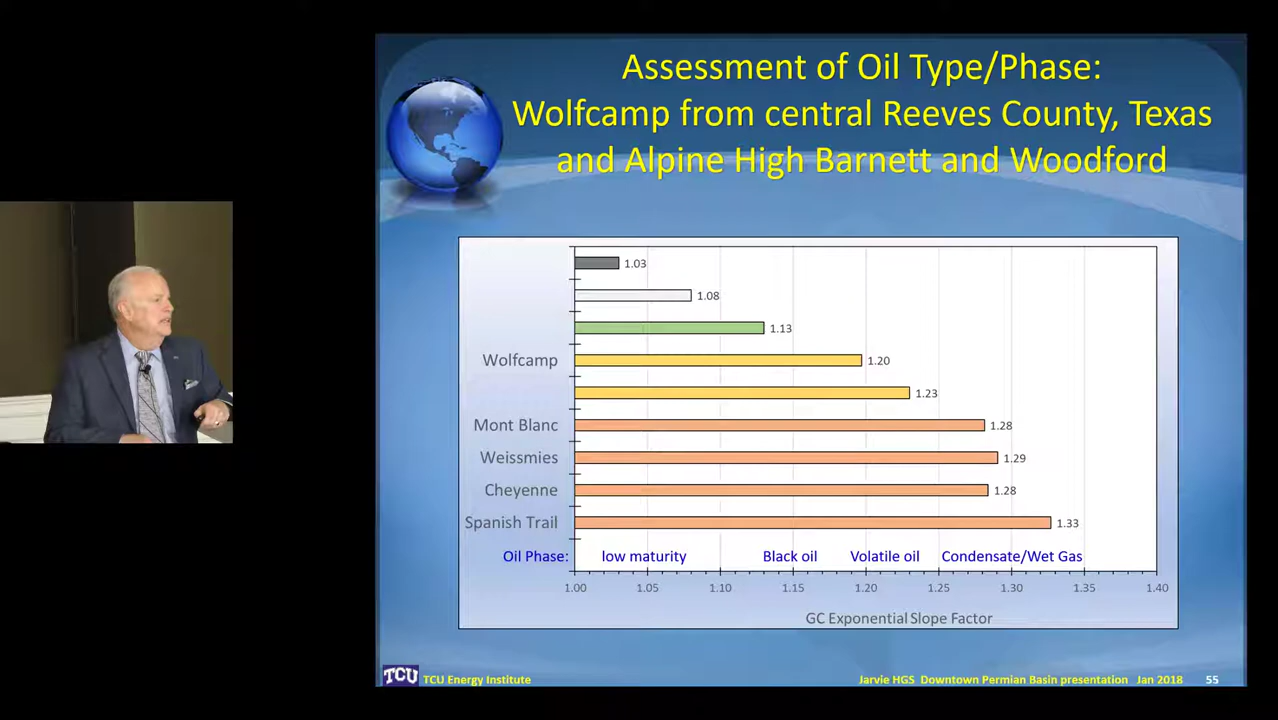 Assessment of Oil Type/Phase:
Wolfcamp from central Reeves County, Texas
and Alpine High Barnett and Woodford
1.03
1.08
1.13
Wolfcamp 1.20
1.23
Mont Blanc 1.28
Weissmies 1.29
Cheyenne 1.28
Spanish Trail 1.33
Oil Phase: low maturity Black oil Volatile oil Condensate/Wet Gas
1.00 1.05 1.10 1.15 1.20 1.25 1.30 1.35 1.40
GC Exponential Slope Factor
TCU TCU Energy Institute Jarvie HGS Downtown Permian Basin presentation Jan 2018 55